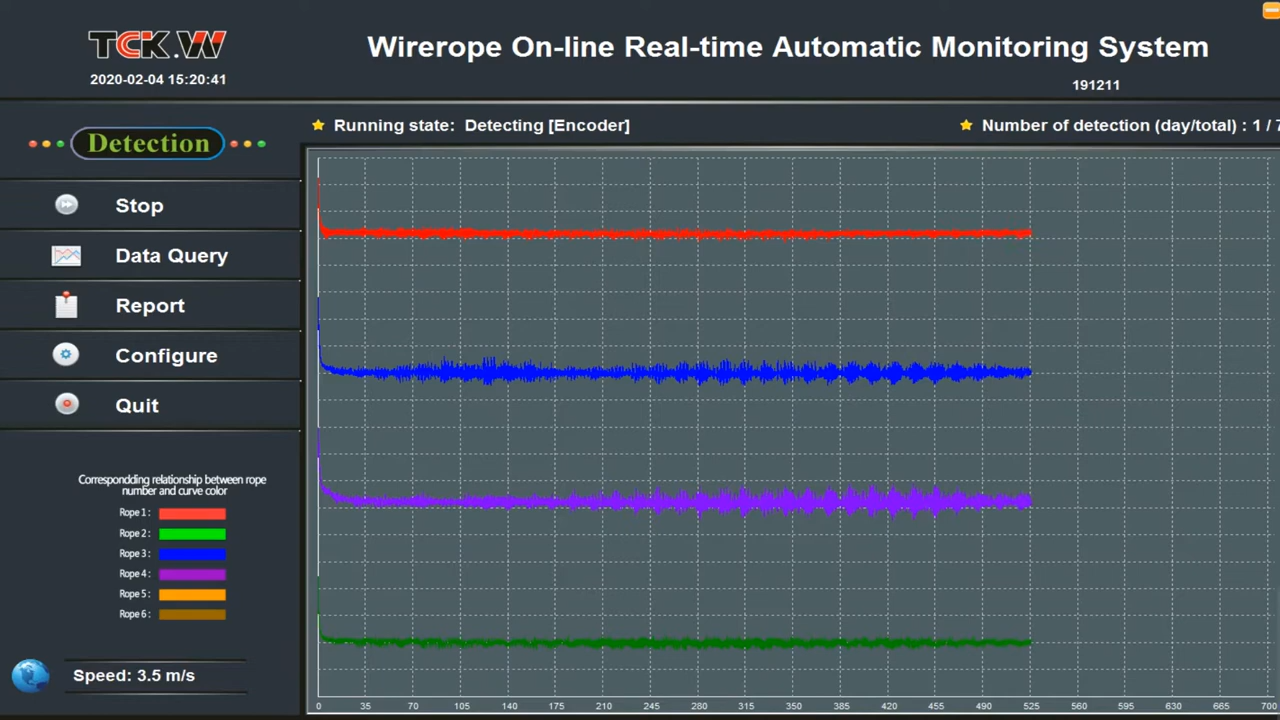 TCK.W
Wirerope On-line Real-time Automatic Monitoring System
2020-02-04 15:20:41
191211
Detection
Running state: Detecting [Encoder]
Number of detection (day/total) : 1 / 7
Stop
Data Query
Report
Configure
Quit
Correspondding relationship between rope
number and curve color
Rope 1 :
Rope 2 :
Rope 3 :
Rope 4 :
Rope 5 :
Rope 6 :
Speed: 3.5 m/s
0 35 70 105 140 175 210 245 280 315 350 385 420 455 490 525 560 595 630 665 700